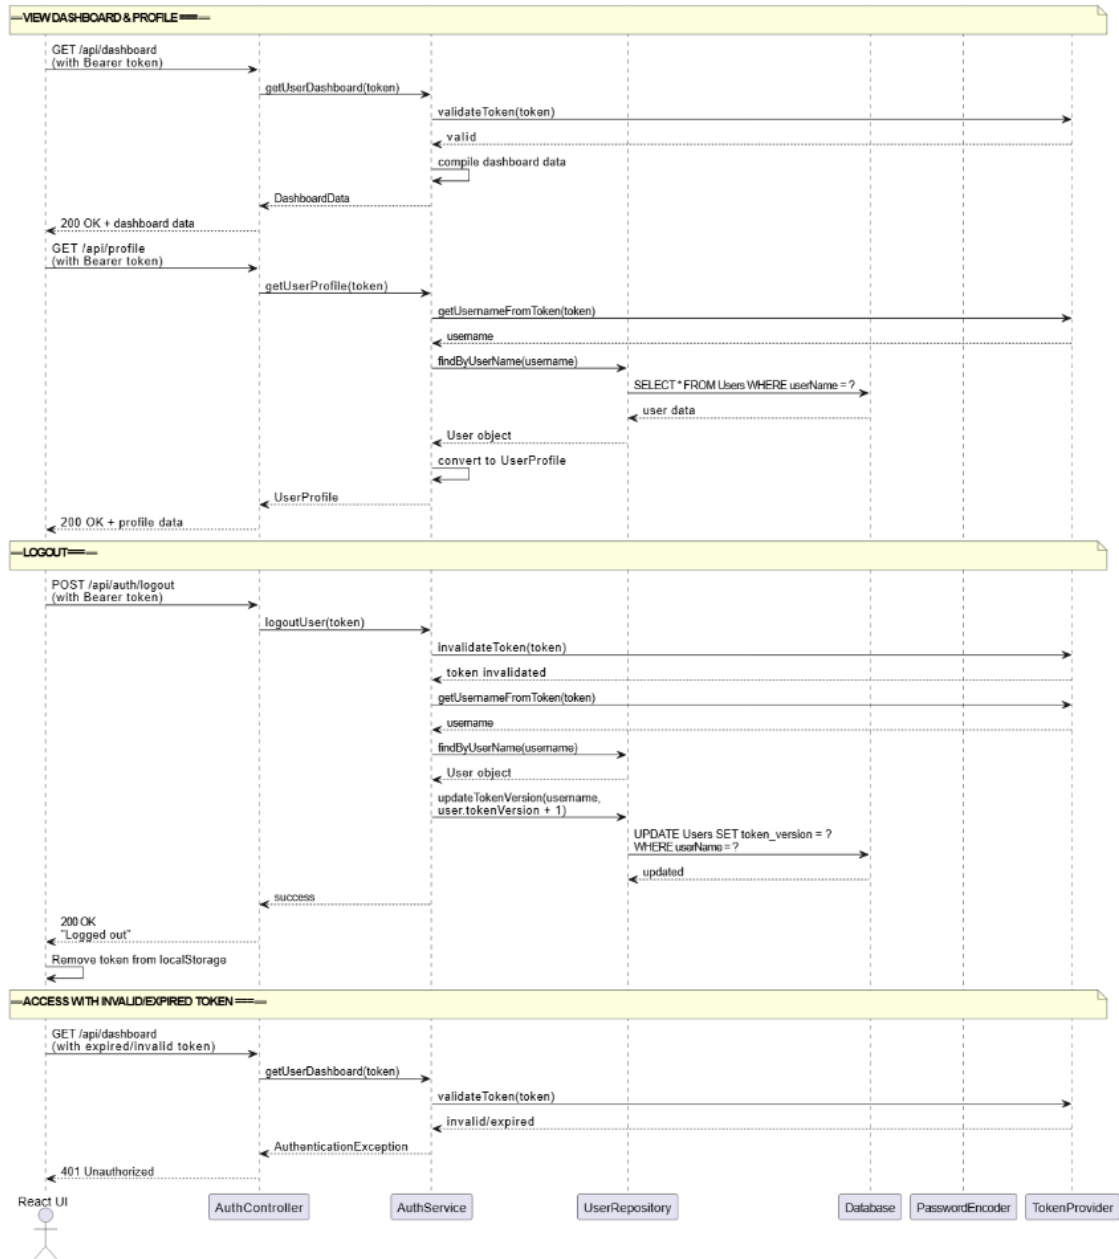 ==VIEW DASHBOARD & PROFILE ===
GET /api/dashboard
(with Bearer token)
getUserDashboard(token)
validateToken(token)
valid
compile dashboard data
DashboardData
200 OK + dashboard data
GET /api/profile
(with Bearer token)
getUserProfile(token)
getUsernameFromToken(token)
username
findByUserName(username)
SELECT * FROM Users WHERE userName = ?
user data
User object
convert to UserProfile
UserProfile
200 OK + profile data
==LOGOUT===
POST /api/auth/logout
(with Bearer token)
logoutUser(token)
invalidateToken(token)
token invalidated
getUsernameFromToken(token)
username
findByUserName(username)
User object
updateTokenVersion(username,
user.tokenVersion + 1)
UPDATE Users SET token_version = ?
WHERE userName = ?
updated
success
200 OK
"Logged out"
Remove token from localStorage
==ACCESS WITH INVALID/EXPIRED TOKEN ===
GET /api/dashboard
(with expired/invalid token)
getUserDashboard(token)
validateToken(token)
invalid/expired
AuthenticationException
401 Unauthorized
React UI
AuthController
AuthService
UserRepository
Database
PasswordEncoder
TokenProvider